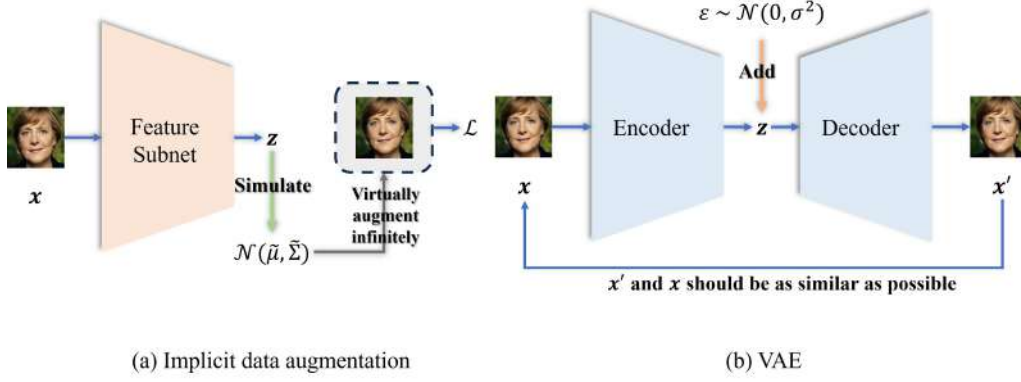 x
Feature
Subnet
z
Simulate
𝒩(μ̃, Σ̃)
Virtually
augment
infinitely
ℒ
(a) Implicit data augmentation
ε ~ 𝒩(0, σ²)
Add
x
Encoder
z
Decoder
x′
x′ and x should be as similar as possible
(b) VAE